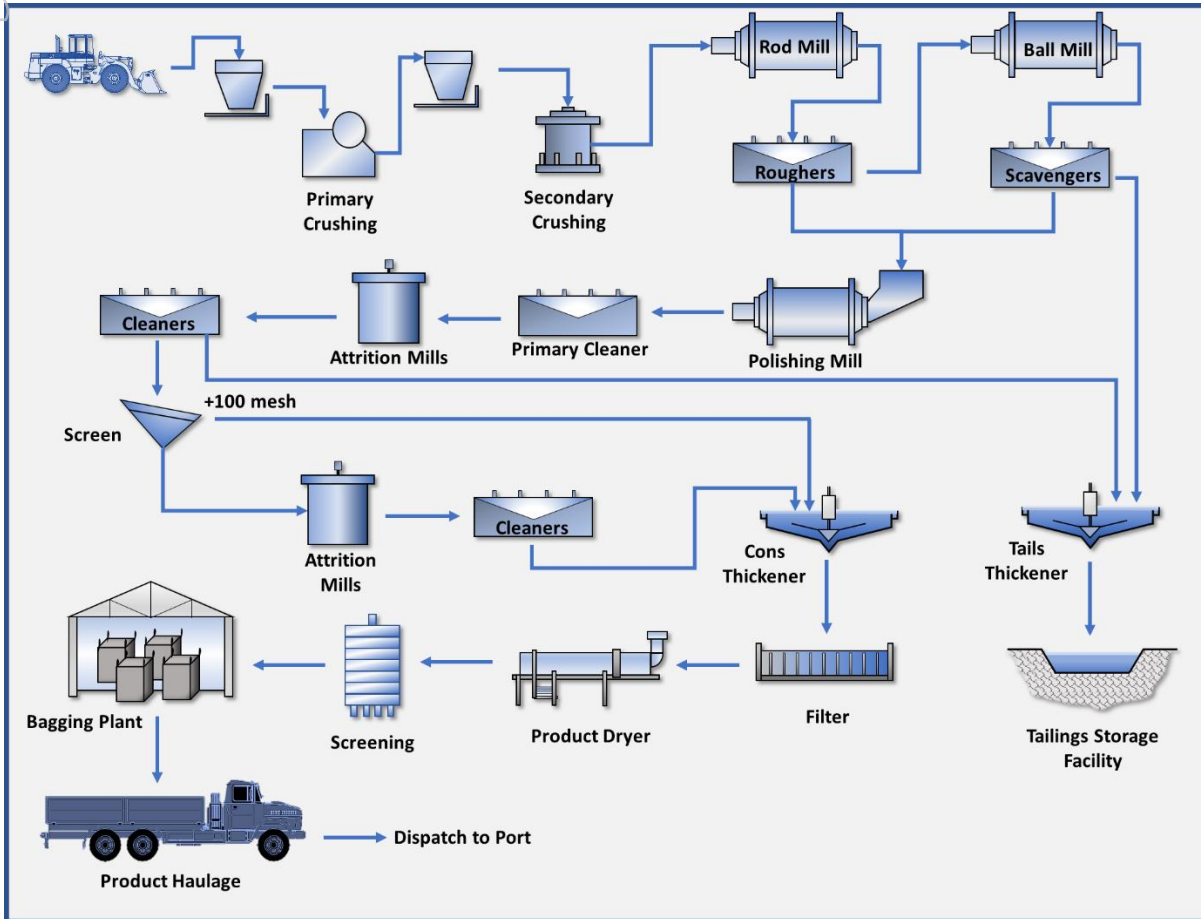 Rod Mill
Ball Mill
Roughers
Scavengers
Primary
Crushing
Secondary
Crushing
Cleaners
Attrition Mills
Primary Cleaner
Polishing Mill
+100 mesh
Screen
Attrition
Mills
Cleaners
Cons
Thickener
Tails
Thickener
Bagging Plant
Screening
Product Dryer
Filter
Tailings Storage
Facility
Product Haulage
Dispatch to Port